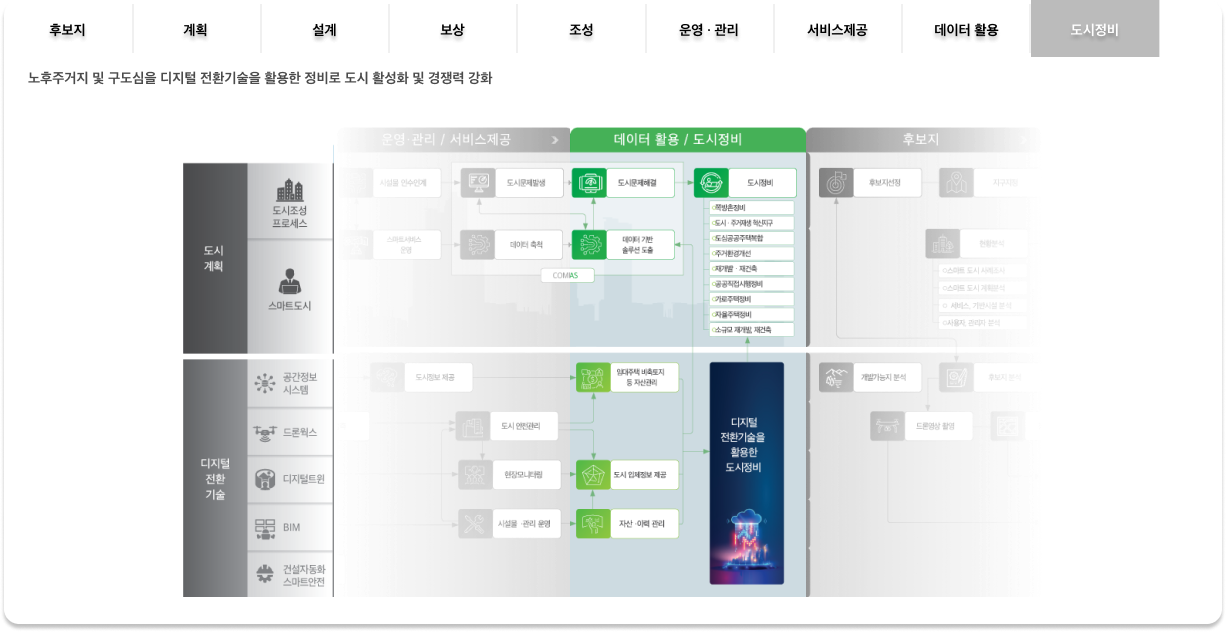 후보지
계획
설계
보상
조성
운영 · 관리
서비스제공
데이터 활용
도시정비
노후주거지 및 구도심을 디지털 전환기술을 활용한 정비로 도시 활성화 및 경쟁력 강화
운영·관리 / 서비스제공
데이터 활용 / 도시정비
후보지
도시
계획
도시조성
프로세스
스마트도시
시설물 인수인계
도시문제발생
도시문제해결
도시정비
후보지선정
스마트서비스
운영
데이터 축적
데이터 기반
솔루션 도출
COMPAS
쪽방촌정비
도시 · 주거재생 혁신지구
도심공공주택복합
주거환경개선
재개발 · 재건축
공공직접시행정비
가로주택정비
자율주택정비
소규모 재개발, 재건축
현황분석
스마트 도시 사례조사
스마트 도시 계획분석
서비스, 기반시설 분석
사용자, 관리자 분석
디지털
전환
기술
공간정보
시스템
드론웍스
디지털트윈
BIM
건설자동화
스마트안전
도시정보 제공
임대주택 비축토지
등 자산관리
개발가능지 분석
후보지 분석
도시 안전관리
드론영상 촬영
현장모니터링
도시 입체정보 제공
시설물 ·관리 운영
자산 ·이력 관리
디지털
전환기술을
활용한
도시정비